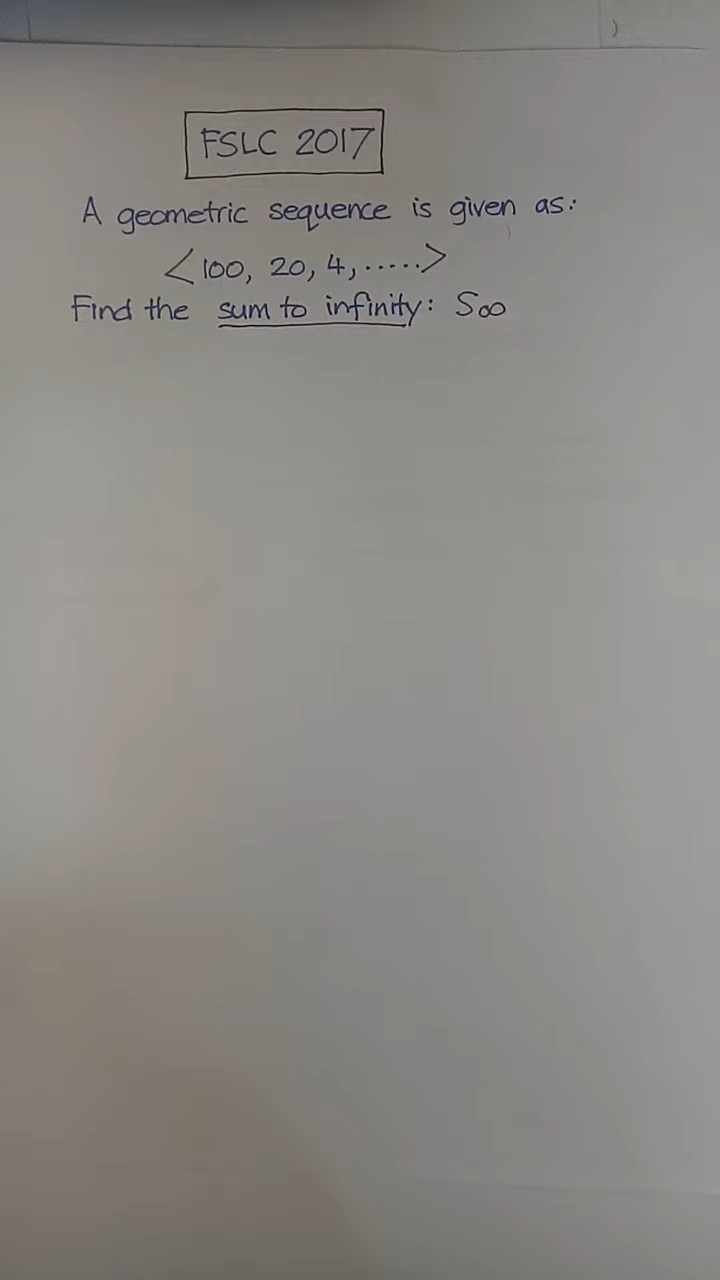 FSLC 2017
A geometric sequence is given as:
<100, 20, 4, .....>
Find the sum to infinity: S∞